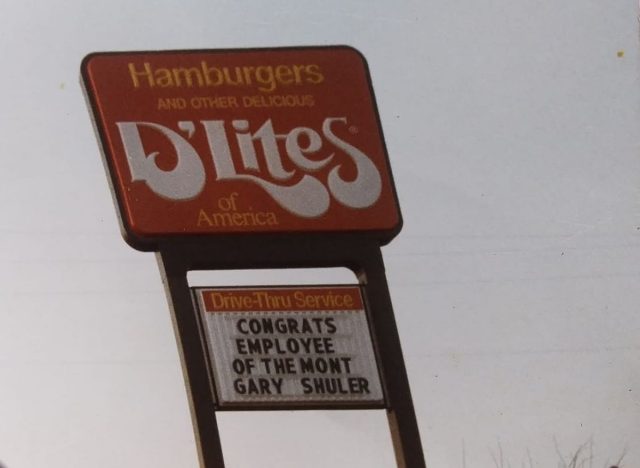 Hamburgers
AND OTHER DELICIOUS
D'Lites®
of
America
Drive-Thru Service
CONGRATS
EMPLOYEE
OF THE MONT
GARY SHULER